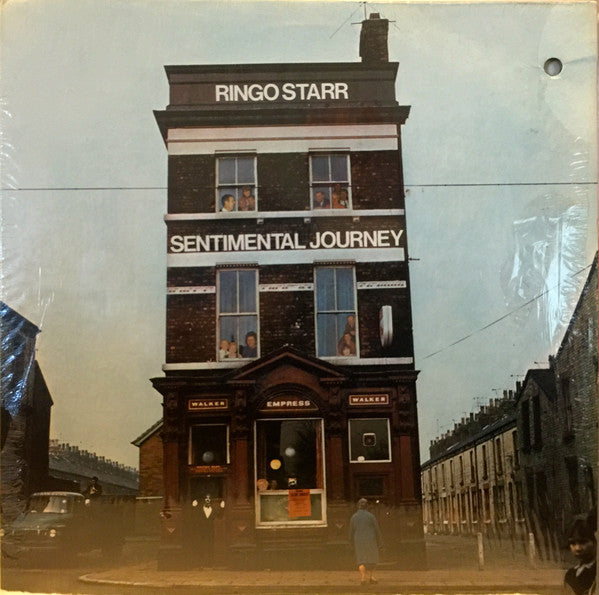 RINGO STARR
SENTIMENTAL JOURNEY
WALKER EMPRESS WALKER